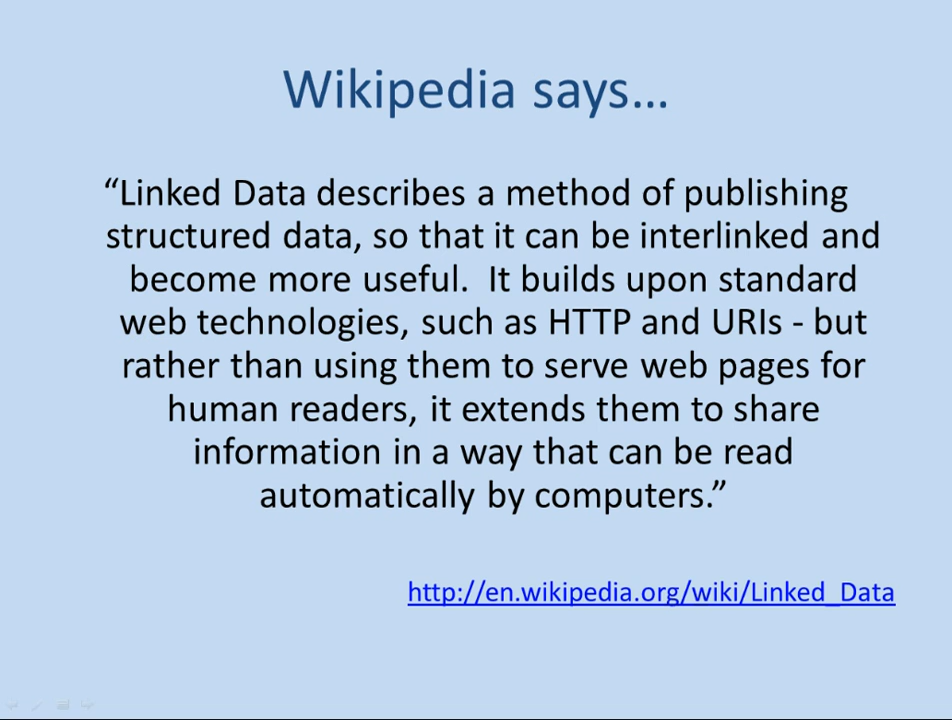 Wikipedia says…
“Linked Data describes a method of publishing
structured data, so that it can be interlinked and
become more useful.  It builds upon standard
web technologies, such as HTTP and URIs - but
rather than using them to serve web pages for
human readers, it extends them to share
information in a way that can be read
automatically by computers.”
http://en.wikipedia.org/wiki/Linked_Data